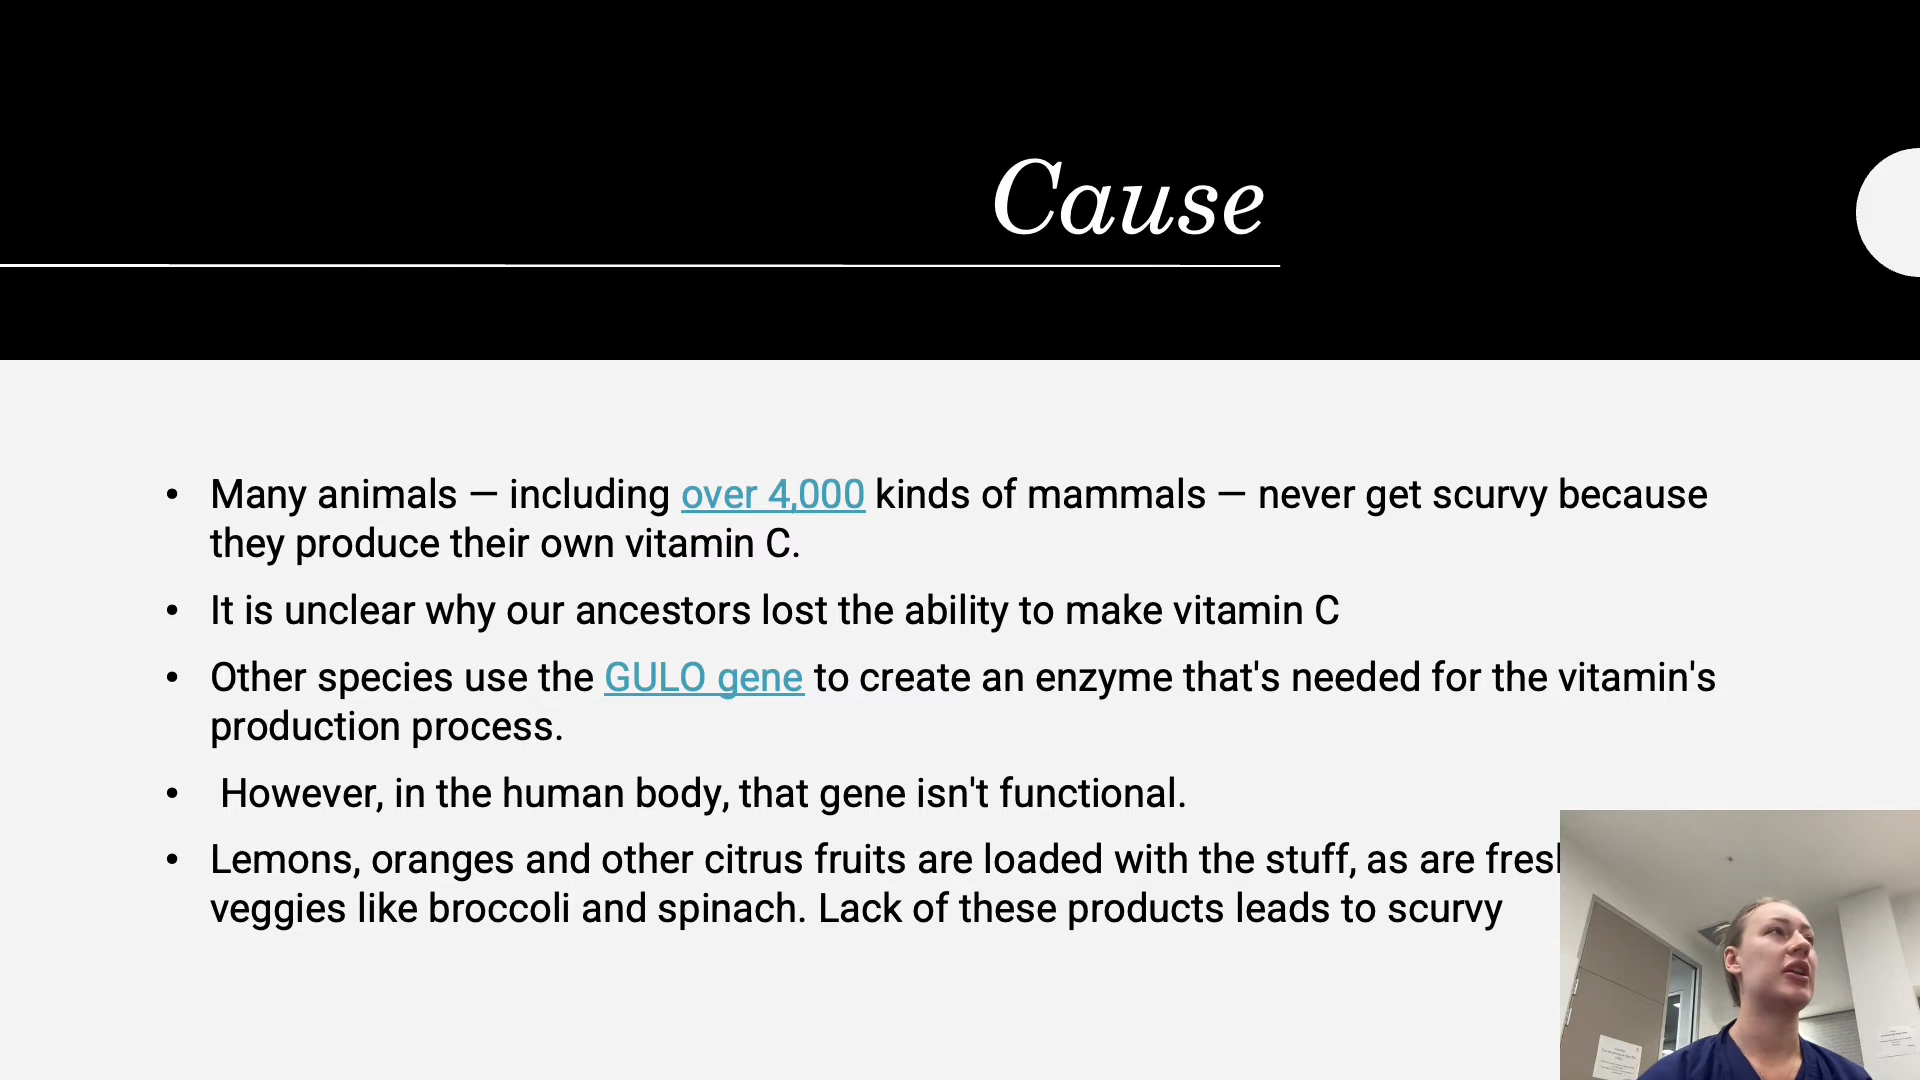 Cause
• Many animals — including over 4,000 kinds of mammals — never get scurvy because
they produce their own vitamin C.
• It is unclear why our ancestors lost the ability to make vitamin C
• Other species use the GULO gene to create an enzyme that's needed for the vitamin's
production process.
• However, in the human body, that gene isn't functional.
• Lemons, oranges and other citrus fruits are loaded with the stuff, as are
veggies like broccoli and spinach. Lack of these products leads to scurvy